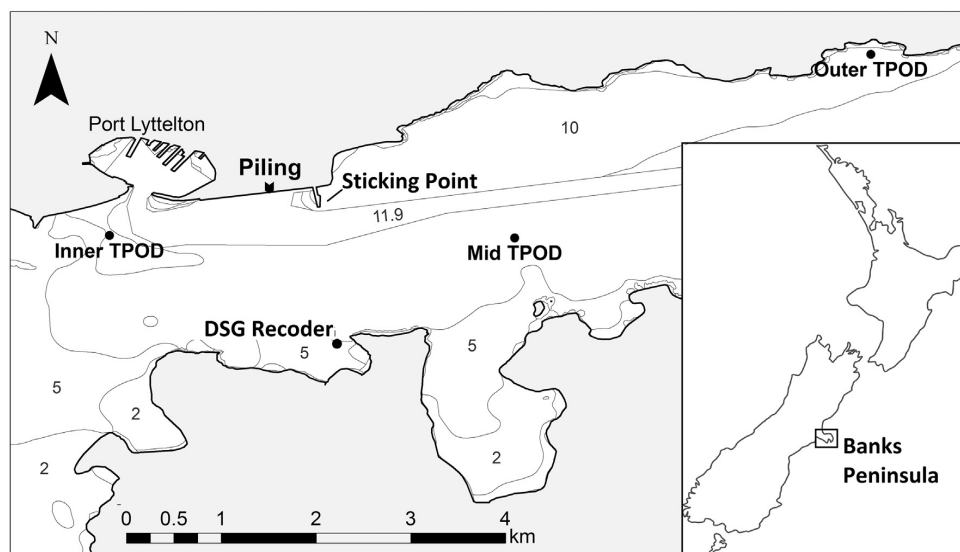 N
Outer TPOD
Port Lyttelton
10
Piling
Sticking Point
11.9
Inner TPOD
Mid TPOD
DSG Recoder
5
5
5
2
2
2
Banks
Peninsula
0 0.5 1 2 3 4
km